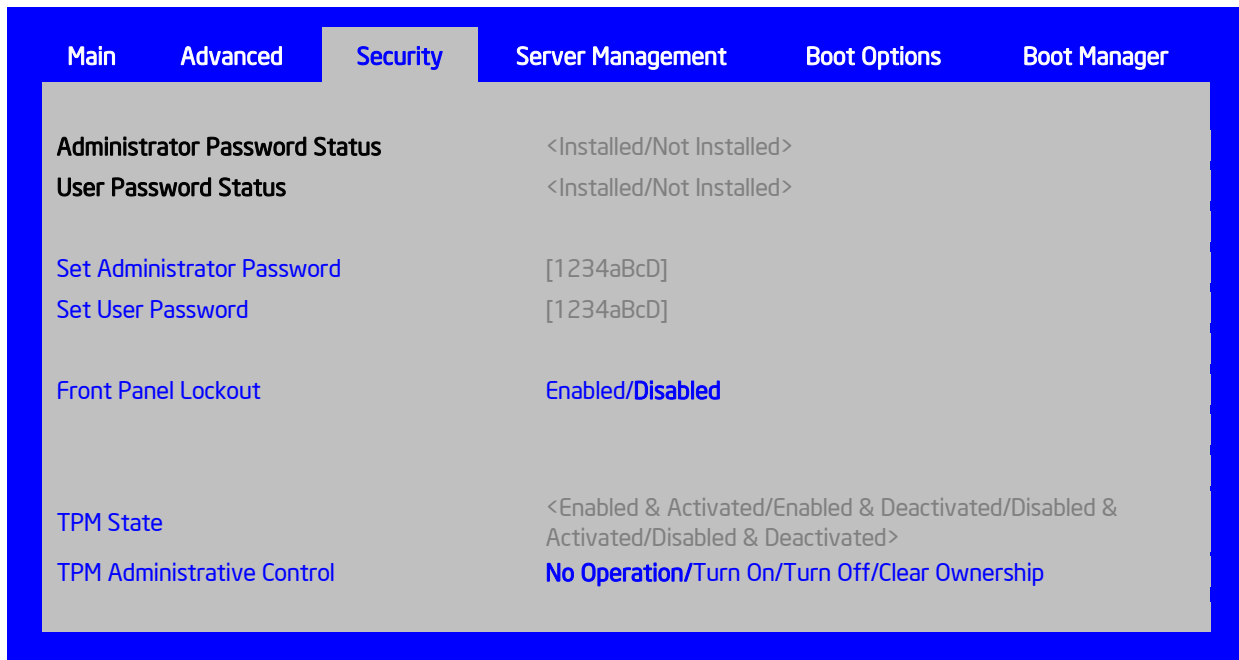 Main Advanced Security Server Management Boot Options Boot Manager
Administrator Password Status <Installed/Not Installed>
User Password Status <Installed/Not Installed>
Set Administrator Password [1234aBcD]
Set User Password [1234aBcD]
Front Panel Lockout Enabled/Disabled
TPM State <Enabled & Activated/Enabled & Deactivated/Disabled &
Activated/Disabled & Deactivated>
TPM Administrative Control No Operation/Turn On/Turn Off/Clear Ownership